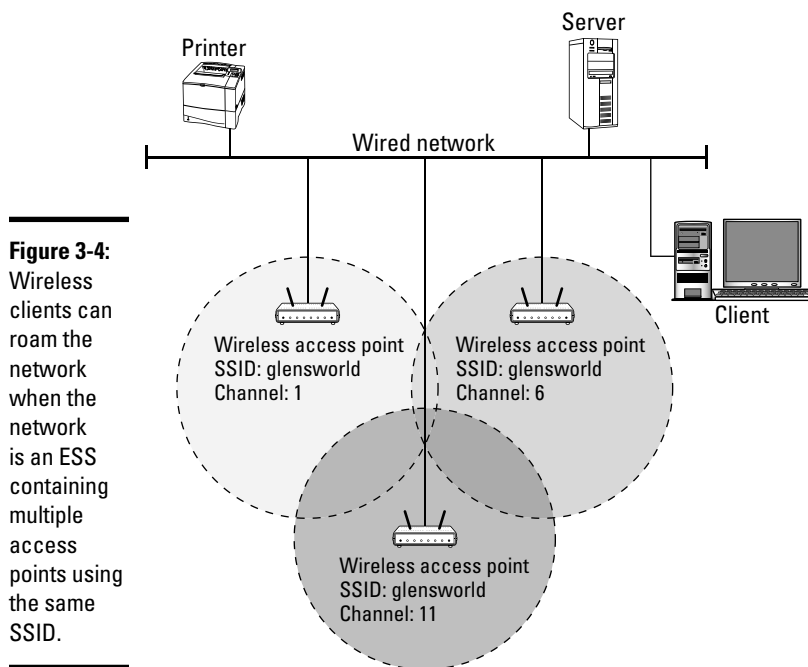 Printer
Server
Wired network
Client
Wireless access point
SSID: glensworld
Channel: 1
Wireless access point
SSID: glensworld
Channel: 6
Wireless access point
SSID: glensworld
Channel: 11
Figure 3-4:
Wireless
clients can
roam the
network
when the
network
is an ESS
containing
multiple
access
points using
the same
SSID.